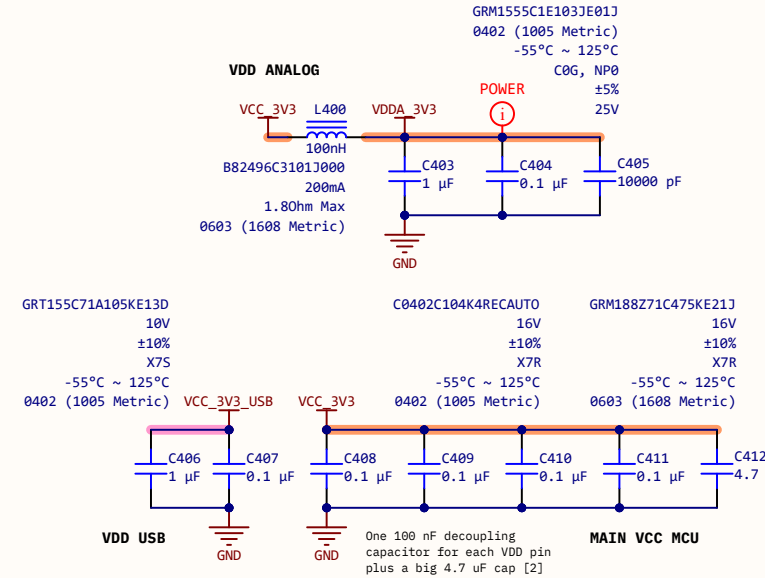 GRM1555C1E103JE01J
0402 (1005 Metric)
-55°C ~ 125°C
C0G, NP0
±5%
25V
VDD ANALOG
POWER
i
VCC_3V3
L400
VDDA_3V3
100nH
B82496C3101J000
200mA
1.8Ohm Max
0603 (1608 Metric)
C403
1 µF
C404
0.1 µF
C405
10000 pF
GND
GRT155C71A105KE13D
10V
±10%
X7S
-55°C ~ 125°C
0402 (1005 Metric)
VCC_3V3_USB
VCC_3V3
C0402C104K4RECAUTO
16V
±10%
X7R
-55°C ~ 125°C
0402 (1005 Metric)
GRM188Z71C475KE21J
16V
±10%
X7R
-55°C ~ 125°C
0603 (1608 Metric)
C406
1 µF
C407
0.1 µF
C408
0.1 µF
C409
0.1 µF
C410
0.1 µF
C411
0.1 µF
C412
4.7
VDD USB
GND
GND
One 100 nF decoupling
capacitor for each VDD pin
plus a big 4.7 uF cap [2]
MAIN VCC MCU